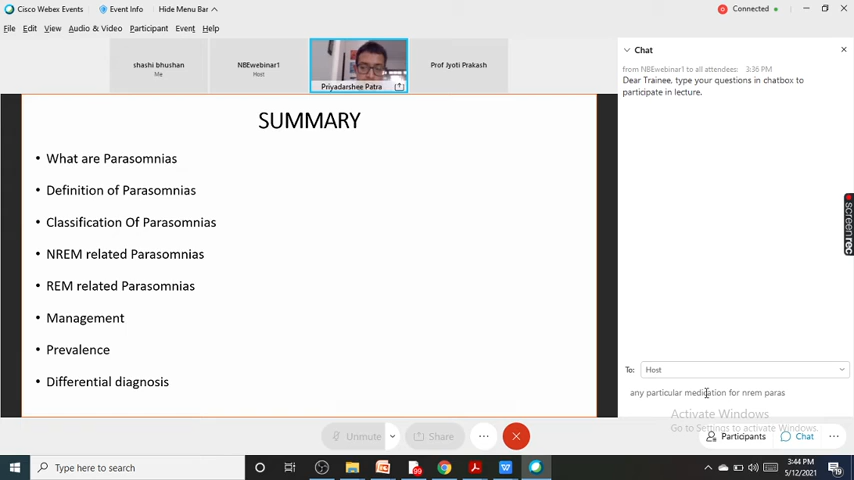 Cisco Webex Events
Event Info
Hide Menu Bar
Connected
File Edit View Audio & Video Participant Event Help
shashi bhushan
Me
NBEwebinar1
Host
Priyadarshee Patra
Prof Jyoti Prakash
Chat
from NBEwebinar1 to all attendees: 3:36 PM
Dear Trainee, type your questions in chatbox to
participate in lecture.
SUMMARY
• What are Parasomnias
• Definition of Parasomnias
• Classification Of Parasomnias
• NREM related Parasomnias
• REM related Parasomnias
• Management
• Prevalence
• Differential diagnosis
screenrec
To: Host
any particular medication for nrem paras
Activate Windows
Go to Settings to activate Windows.
Unmute
Share
Participants
Chat
Type here to search
99
3:44 PM
5/12/2021
19